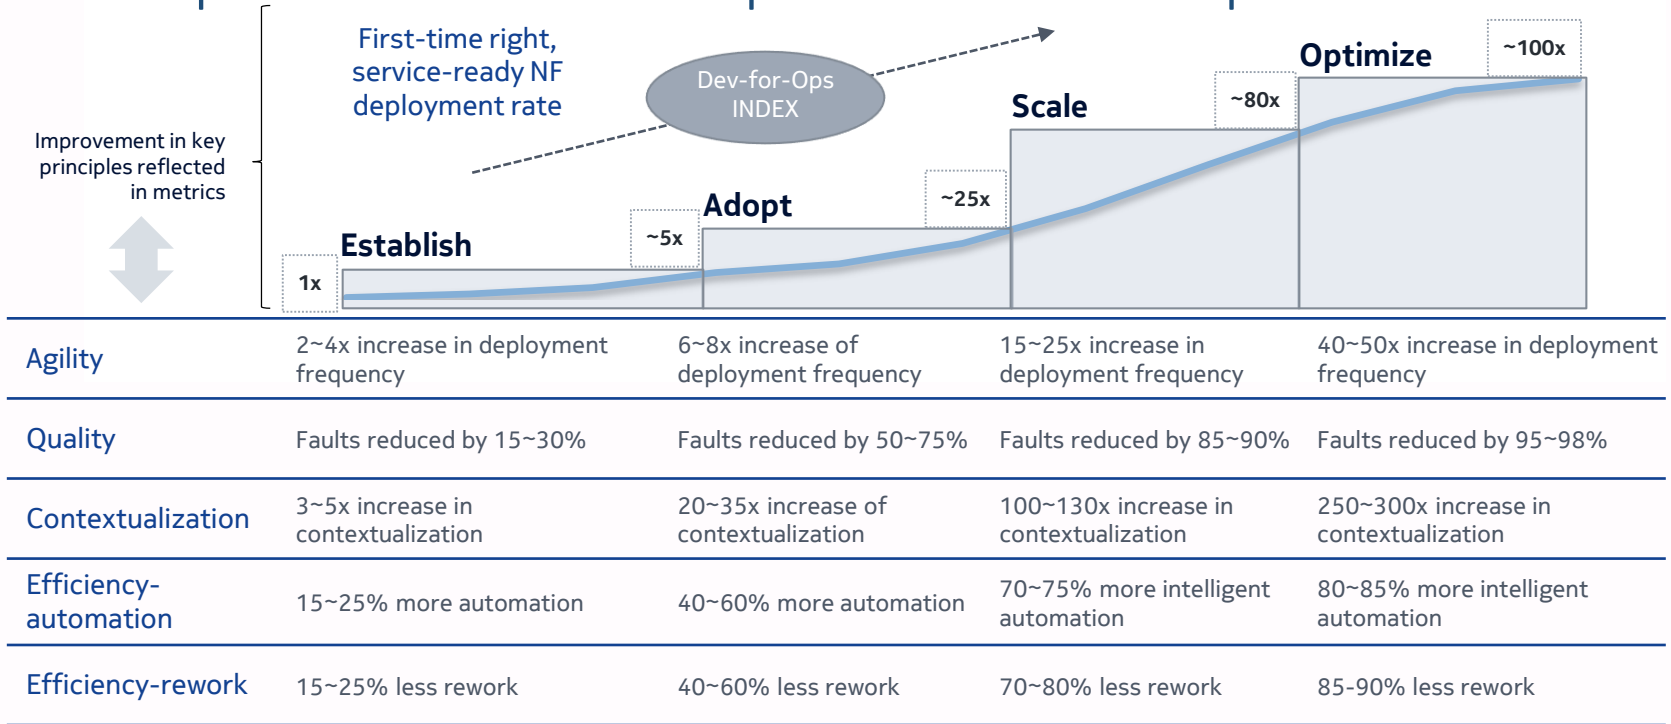 First-time right,
service-ready NF
deployment rate
Dev-for-Ops
INDEX
Improvement in key
principles reflected
in metrics
1x
Establish
~5x
Adopt
~25x
Scale
~80x
Optimize
~100x
Agility
2~4x increase in deployment
frequency
6~8x increase of
deployment frequency
15~25x increase in
deployment frequency
40~50x increase in deployment
frequency
Quality
Faults reduced by 15~30%
Faults reduced by 50~75%
Faults reduced by 85~90%
Faults reduced by 95~98%
Contextualization
3~5x increase in
contextualization
20~35x increase of
contextualization
100~130x increase in
contextualization
250~300x increase in
contextualization
Efficiency-
automation
15~25% more automation
40~60% more automation
70~75% more intelligent
automation
80~85% more intelligent
automation
Efficiency-rework
15~25% less rework
40~60% less rework
70~80% less rework
85-90% less rework